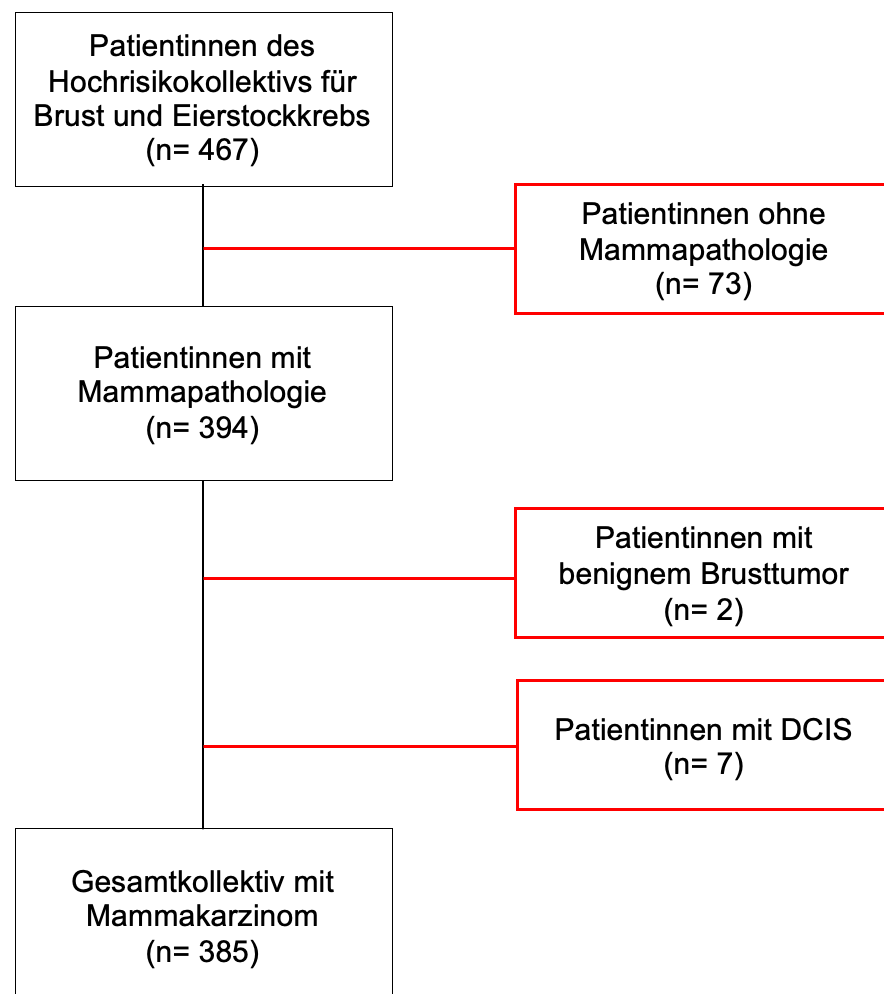 Patientinnen des
Hochrisikokollektivs für
Brust und Eierstockkrebs
(n= 467)
Patientinnen ohne
Mammapathologie
(n= 73)
Patientinnen mit
Mammapathologie
(n= 394)
Patientinnen mit
benignem Brusttumor
(n= 2)
Patientinnen mit DCIS
(n= 7)
Gesamtkollektiv mit
Mammakarzinom
(n= 385)